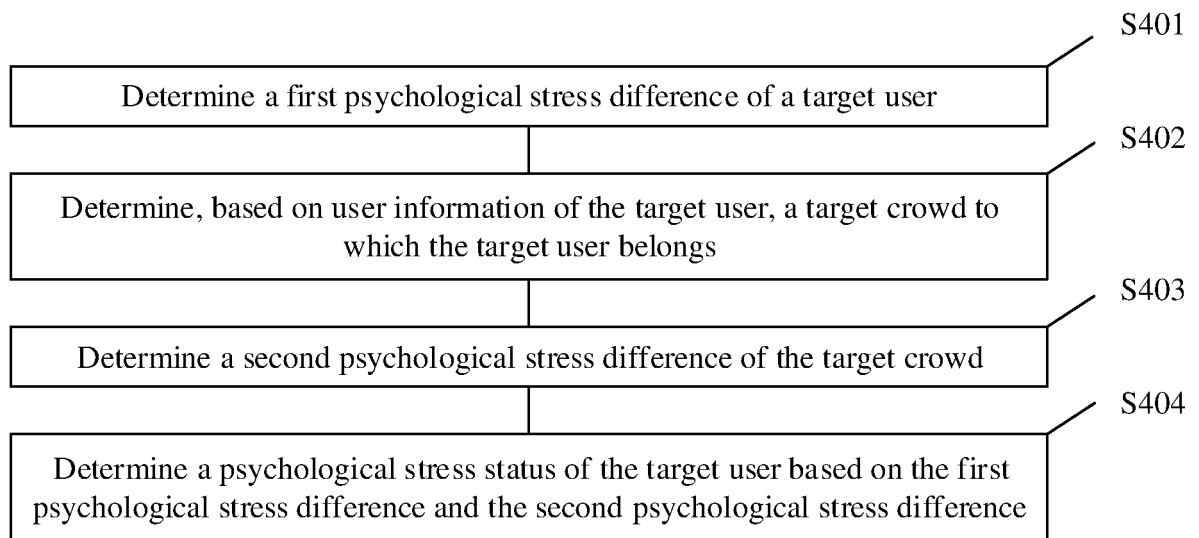 S401
Determine a first psychological stress difference of a target user
S402
Determine, based on user information of the target user, a target crowd to
which the target user belongs
S403
Determine a second psychological stress difference of the target crowd
S404
Determine a psychological stress status of the target user based on the first
psychological stress difference and the second psychological stress difference